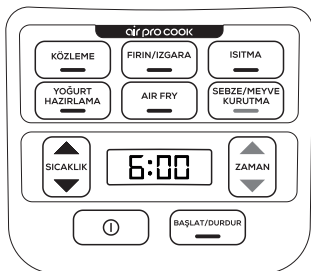 air pro cook
KÖZLEME
FIRIN/IZGARA
ISITMA
YOĞURT
HAZIRLAMA
AIR FRY
SEBZE/MEYVE
KURUTMA
SICAKLIK
6:00
ZAMAN
BAŞLAT/DURDUR